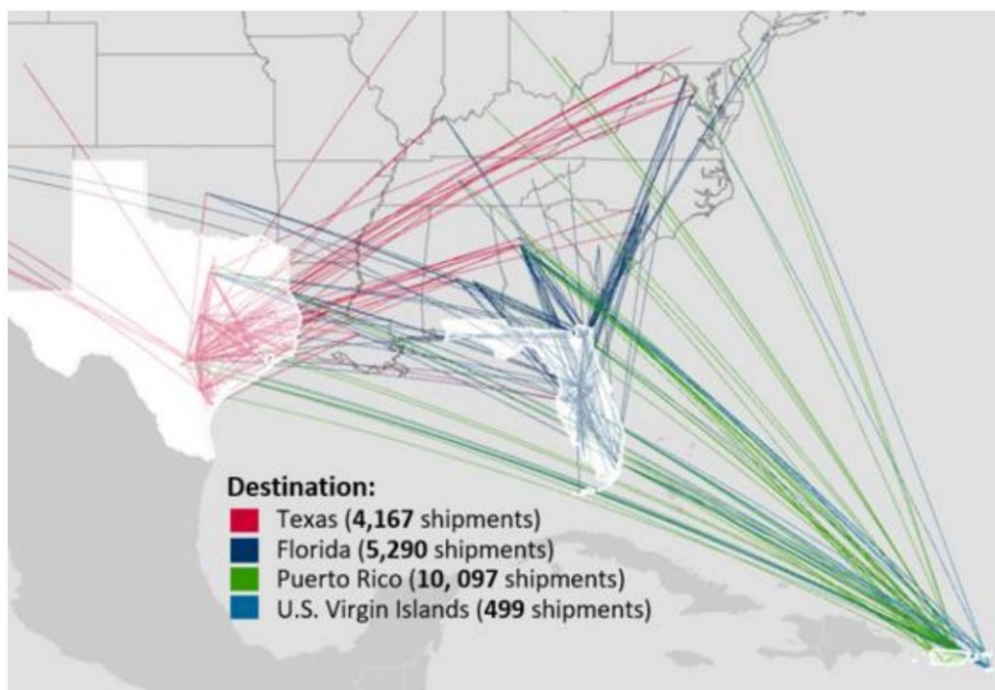 Destination:
Texas (4,167 shipments)
Florida (5,290 shipments)
Puerto Rico (10, 097 shipments)
U.S. Virgin Islands (499 shipments)